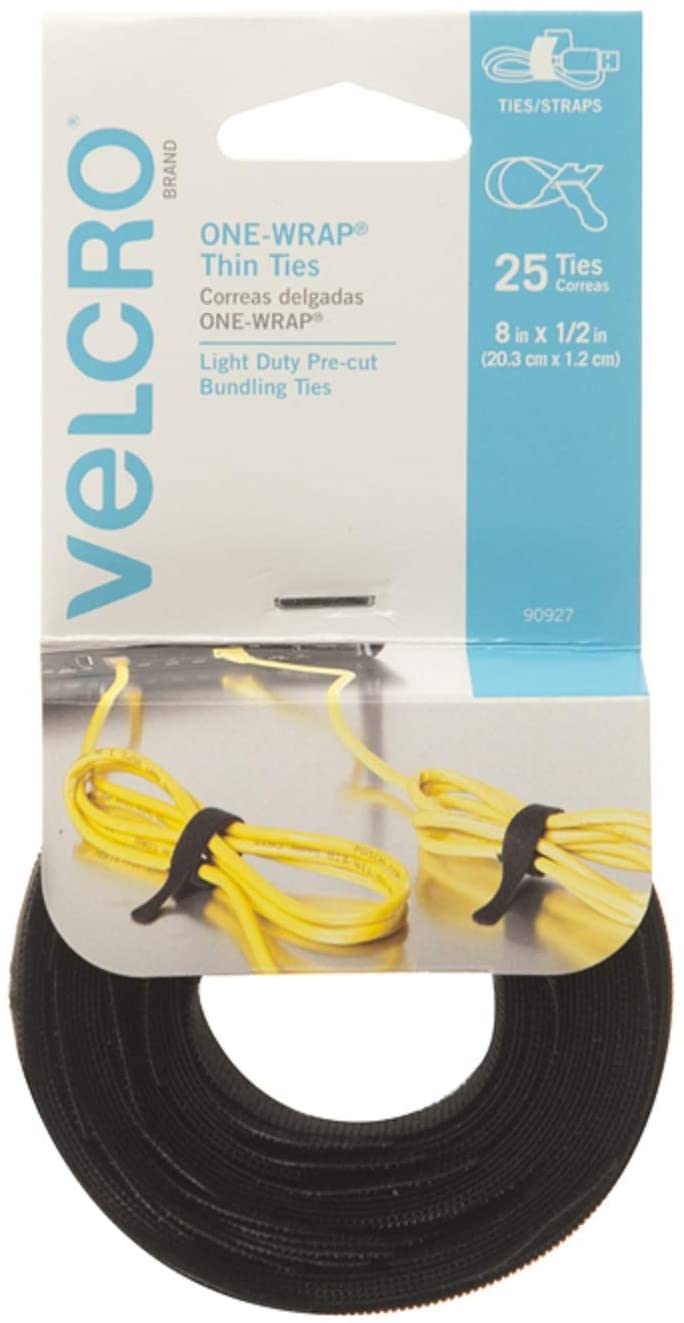 VELCRO®
BRAND
ONE-WRAP®
Thin Ties
Correas delgadas
ONE-WRAP®
Light Duty Pre-cut
Bundling Ties
TIES/STRAPS
25 Ties
Correas
8 in x 1/2 in
(20.3 cm x 1.2 cm)
90927